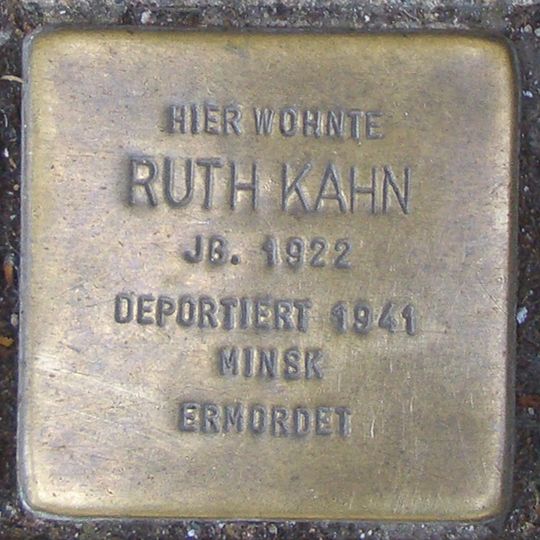 HIER WOHNTE
RUTH KAHN
JG. 1922
DEPORTIERT 1941
MINSK
ERMORDET